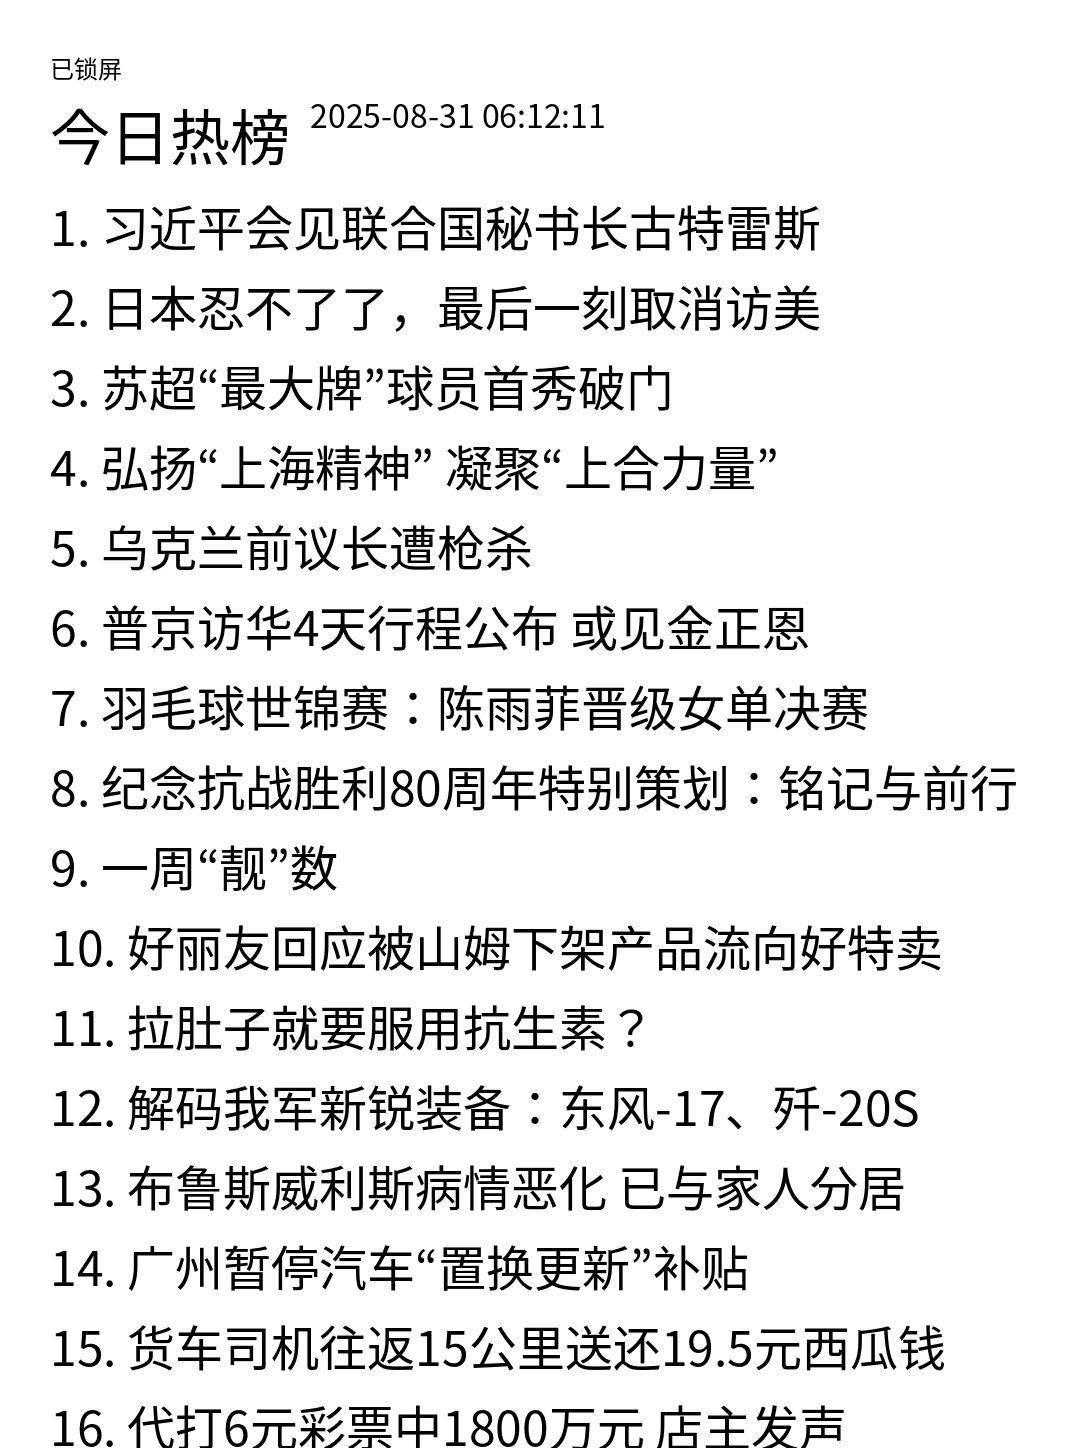 已锁屏
今日热榜 2025-08-31 06:12:11
1. 习近平会见联合国秘书长古特雷斯
2. 日本忍不了了，最后一刻取消访美
3. 苏超“最大牌”球员首秀破门
4. 弘扬“上海精神” 凝聚“上合力量”
5. 乌克兰前议长遭枪杀
6. 普京访华4天行程公布 或见金正恩
7. 羽毛球世锦赛：陈雨菲晋级女单决赛
8. 纪念抗战胜利80周年特别策划：铭记与前行
9. 一周“靓”数
10. 好丽友回应被山姆下架产品流向好特卖
11. 拉肚子就要服用抗生素？
12. 解码我军新锐装备：东风-17、歼-20S
13. 布鲁斯威利斯病情恶化 已与家人分居
14. 广州暂停汽车“置换更新”补贴
15. 货车司机往返15公里送还19.5元西瓜钱
16. 代打6元彩票中1800万元 店主发声